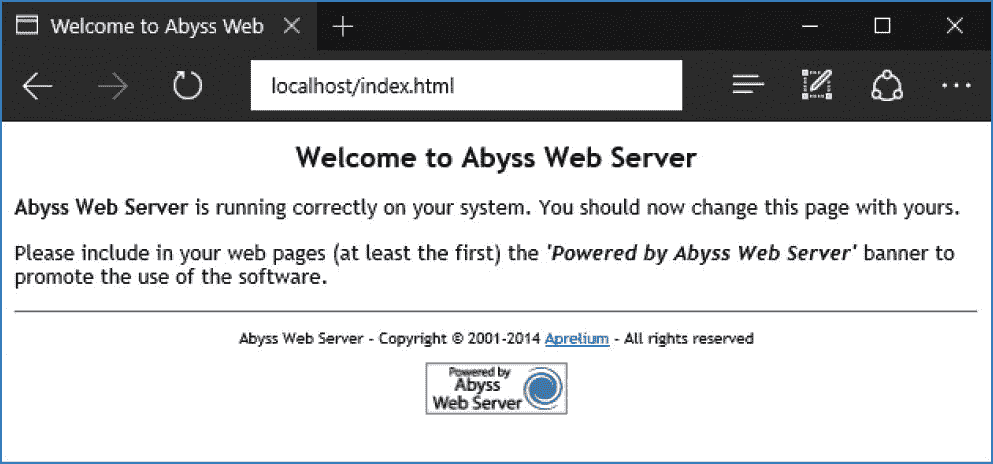 Welcome to Abyss Web
localhost/index.html
Welcome to Abyss Web Server
Abyss Web Server is running correctly on your system. You should now change this page with yours.
Please include in your web pages (at least the first) the 'Powered by Abyss Web Server' banner to
promote the use of the software.
Abyss Web Server - Copyright © 2001-2014 Aprelium - All rights reserved
Powered by
Abyss
Web Server